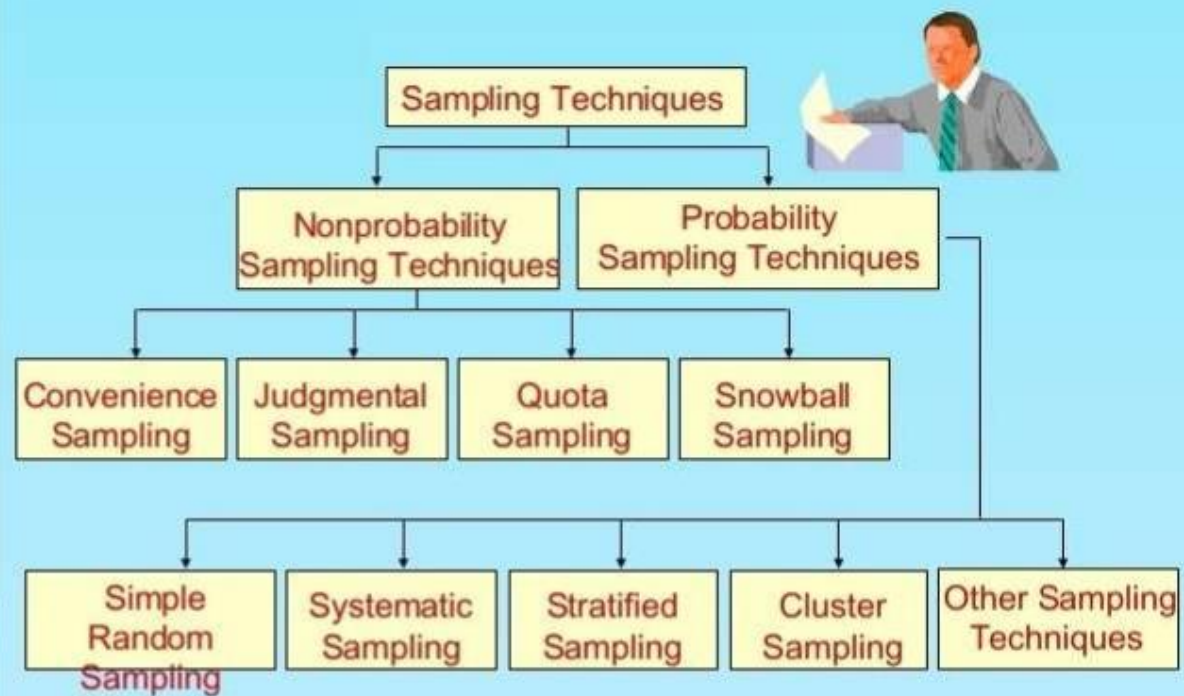 Sampling Techniques
Nonprobability
Sampling Techniques
Probability
Sampling Techniques
Convenience
Sampling
Judgmental
Sampling
Quota
Sampling
Snowball
Sampling
Simple
Random
Sampling
Systematic
Sampling
Stratified
Sampling
Cluster
Sampling
Other Sampling
Techniques